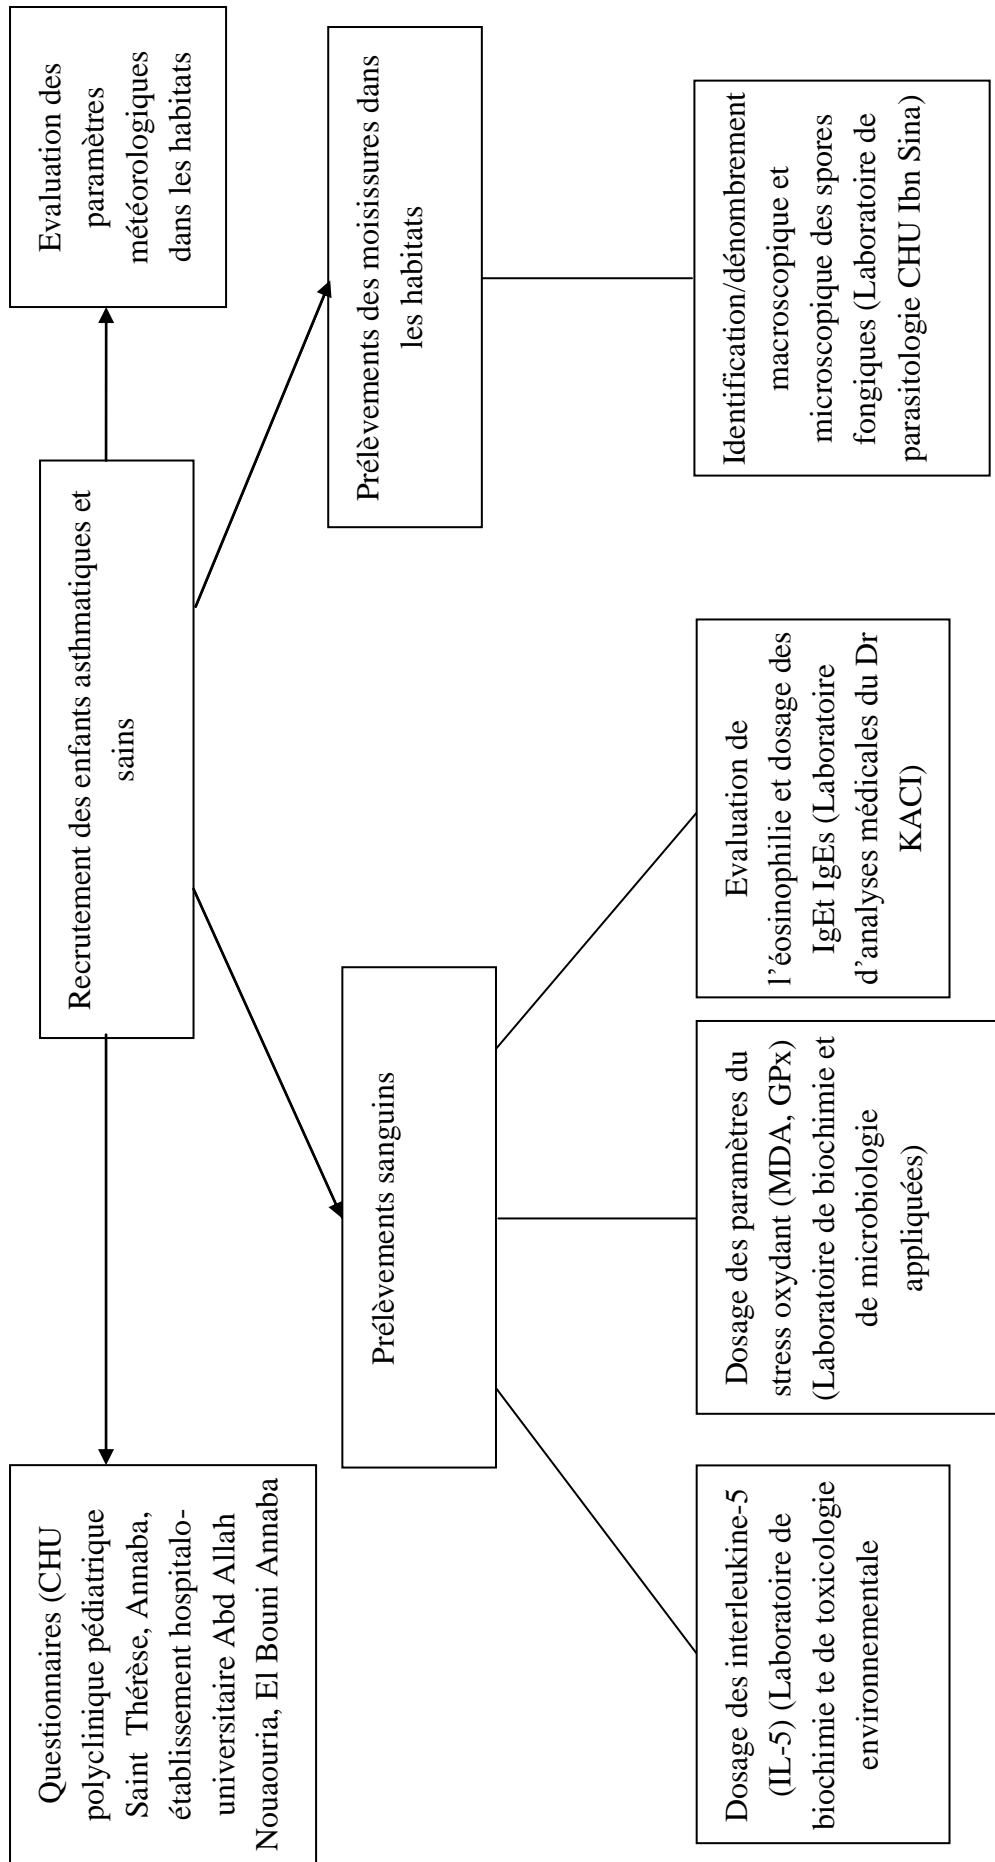 Questionnaires (CHU
polyclinique pédiatrique
Saint Thérèse, Annaba,
établissement hospitalo-
universitaire Abd Allah
Nouaouria, El Bouni Annaba
Recrutement des enfants asthmatiques et
sains
Evaluation des
paramètres
météorologiques
dans les habitats
Prélèvements sanguins
Prélèvements des moisissures dans
les habitats
Dosage des interleukine-5
(IL-5) (Laboratoire de
biochimie te de toxicologie
environnementale
Dosage des paramètres du
stress oxydant (MDA, GPx)
(Laboratoire de biochimie et
de microbiologie
appliquées)
Evaluation de
l’éosinophilie et dosage des
IgEt IgEs (Laboratoire
d’analyses médicales du Dr
KACI)
Identification/dénombrement
macroscopique et
microscopique des spores
fongiques (Laboratoire de
parasitologie CHU Ibn Sina)